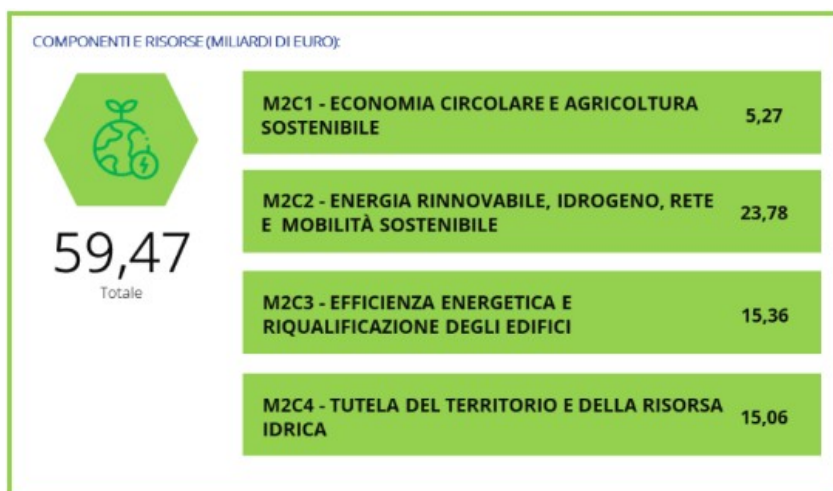 COMPONENTI E RISORSE (MILIARDI DI EURO):
59,47
Totale
M2C1 - ECONOMIA CIRCOLARE E AGRICOLTURA
SOSTENIBILE
5,27
M2C2 - ENERGIA RINNOVABILE, IDROGENO, RETE
E MOBILITÀ SOSTENIBILE
23,78
M2C3 - EFFICIENZA ENERGETICA E
RIQUALIFICAZIONE DEGLI EDIFICI
15,36
M2C4 - TUTELA DEL TERRITORIO E DELLA RISORSA
IDRICA
15,06